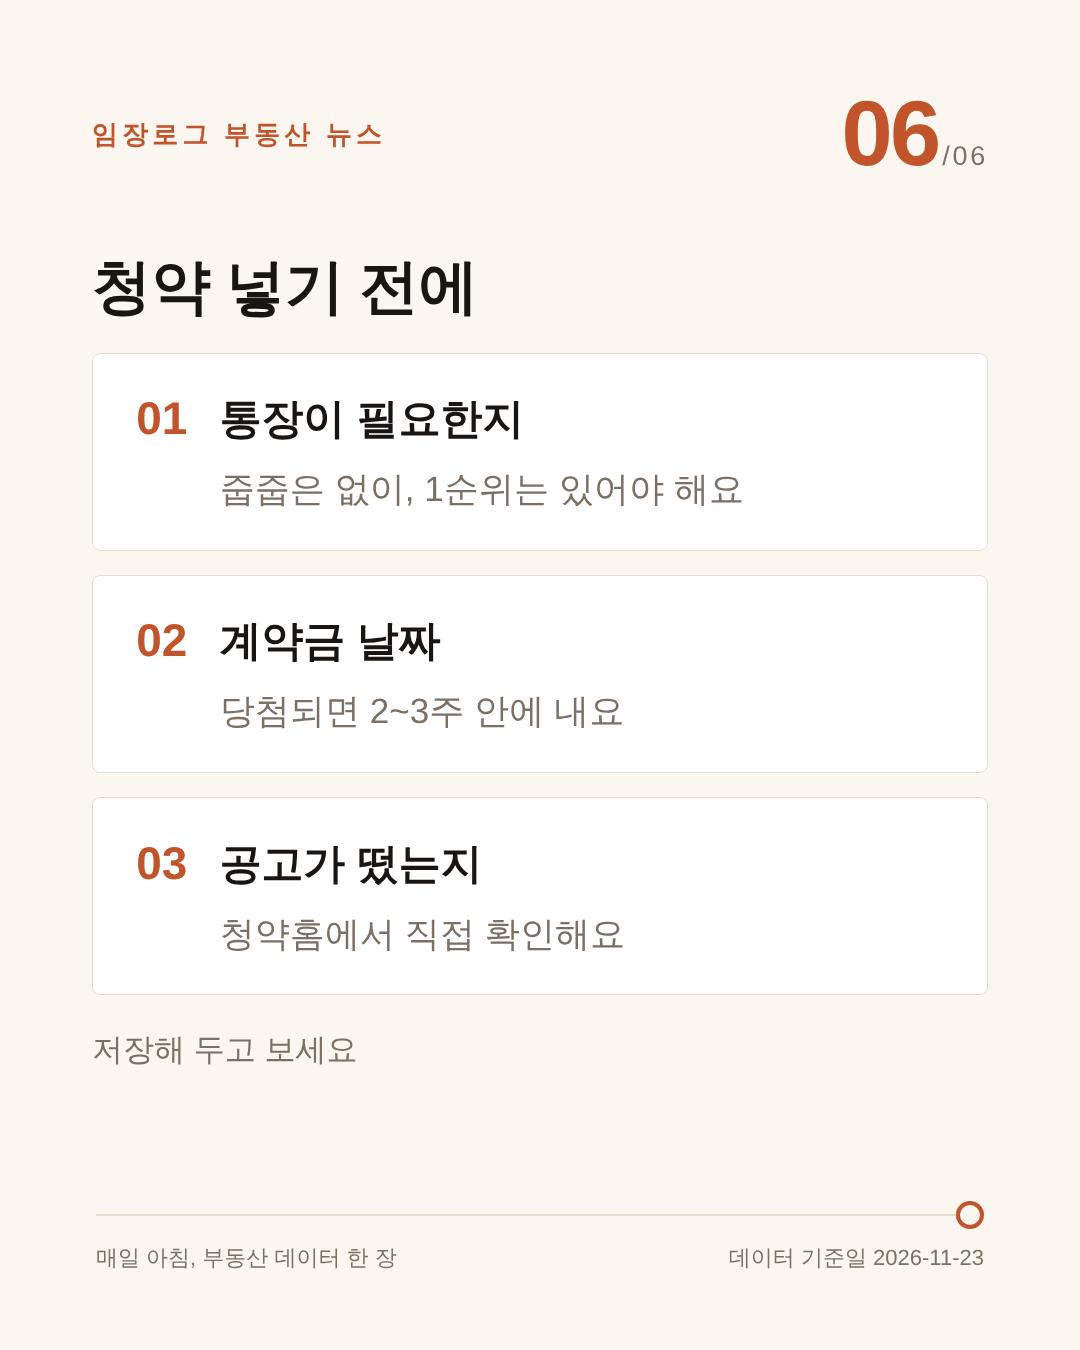 임장로그 부동산 뉴스
06/06
청약 넣기 전에
01 통장이 필요한지
줍줍은 없이, 1순위는 있어야 해요
02 계약금 날짜
당첨되면 2~3주 안에 내요
03 공고가 떴는지
청약홈에서 직접 확인해요
저장해 두고 보세요
매일 아침, 부동산 데이터 한 장
데이터 기준일 2026-11-23